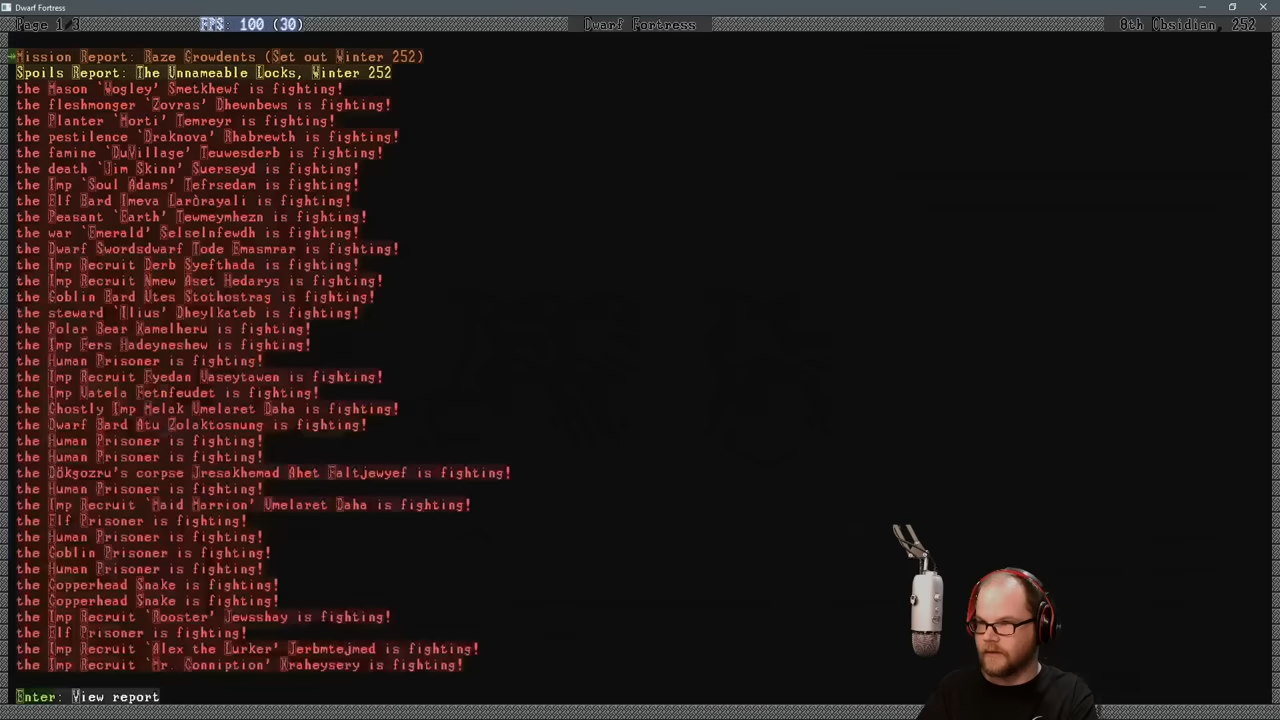 Dwarf Fortress
Page 1/3 FPS: 100 (30) Dwarf Fortress 8th Obsidian, 252
Mission Report: Raze Growdents (Set out Winter 252)
Spoils Report: The Unnameable Locks, Winter 252
the Mason `Wogley' Smetkhewf is fighting!
the fleshmonger `Zovras' Dhewnbews is fighting!
the Planter `Morti' Temreyr is fighting!
the pestilence `Draknova' Rhabrewth is fighting!
the famine `DuVillage' Teuwesderb is fighting!
the death `Jim Skinn' Suerseyd is fighting!
the Imp `Soul Adams' Tefrsedam is fighting!
the Elf Bard Imeva Laròrayali is fighting!
the Peasant `Earth' Tewmeymhezn is fighting!
the war `Emerald' Selselnfewdh is fighting!
the Dwarf Swordsdwarf Tode Emasmrar is fighting!
the Imp Recruit Derb Syefthada is fighting!
the Imp Recruit Nmew Aset Hedarys is fighting!
the Goblin Bard Utes Stothostrag is fighting!
the steward `Ilius' Dheylkateb is fighting!
the Polar Bear Kamelheru is fighting!
the Imp Fers Hadeyneshew is fighting!
the Human Prisoner is fighting!
the Imp Recruit Fyedan Vaseytawen is fighting!
the Imp Vatela Fetnfeudet is fighting!
the Ghostly Imp Melak Umelaret Daha is fighting!
the Dwarf Bard Atu Zolaktosnung is fighting!
the Human Prisoner is fighting!
the Human Prisoner is fighting!
the Dökgozru's corpse Jresakhemad Ahet Faltjewyef is fighting!
the Human Prisoner is fighting!
the Imp Recruit `Maid Marrion' Umelaret Daha is fighting!
the Elf Prisoner is fighting!
the Human Prisoner is fighting!
the Goblin Prisoner is fighting!
the Human Prisoner is fighting!
the Copperhead Snake is fighting!
the Copperhead Snake is fighting!
the Imp Recruit `Rooster' Jewsshay is fighting!
the Elf Prisoner is fighting!
the Imp Recruit `Alex the Lurker' Jerbmtejmed is fighting!
the Imp Recruit `Mr. Conniption' Kraheysery is fighting!
Enter: View report